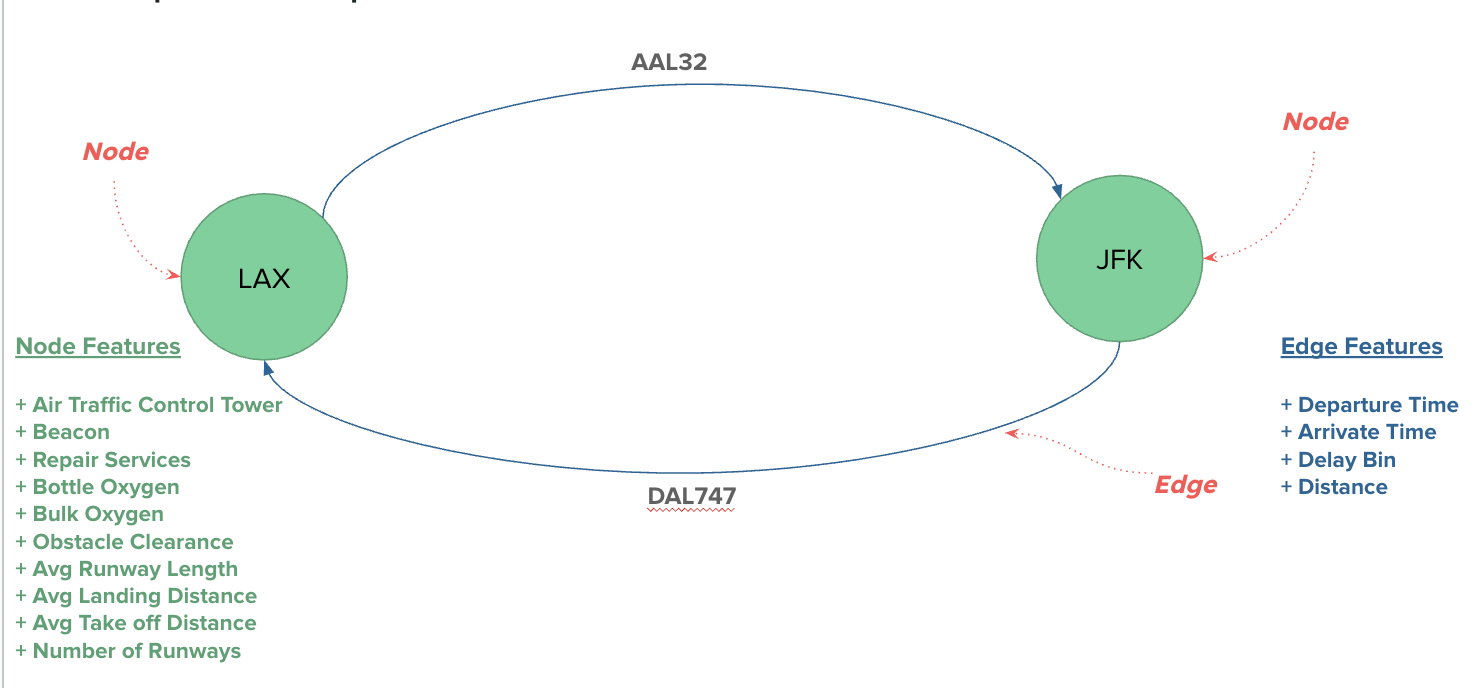 AAL32
Node
Node
LAX
JFK
Node Features
+ Air Traffic Control Tower
+ Beacon
+ Repair Services
+ Bottle Oxygen
+ Bulk Oxygen
+ Obstacle Clearance
+ Avg Runway Length
+ Avg Landing Distance
+ Avg Take off Distance
+ Number of Runways
DAL747
Edge
Edge Features
+ Departure Time
+ Arrivate Time
+ Delay Bin
+ Distance